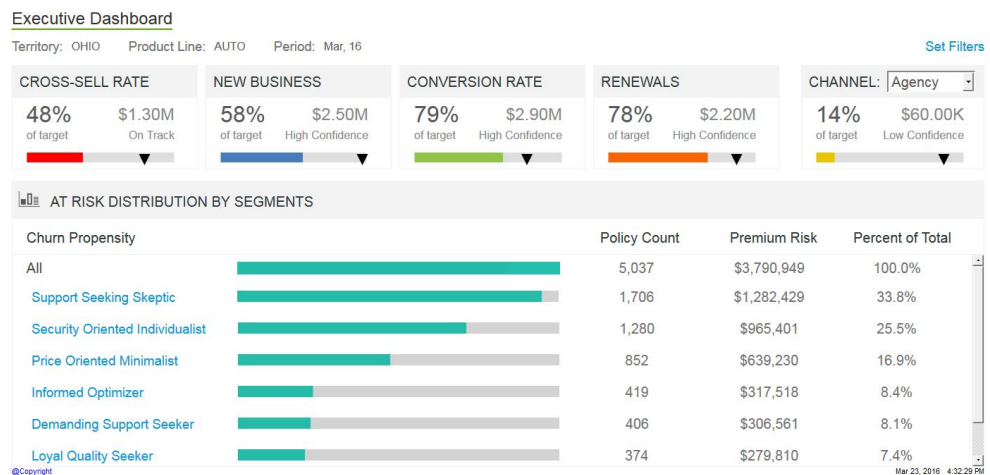 Executive Dashboard
Territory: OHIO Product Line: AUTO Period: Mar, 16 Set Filters
CROSS-SELL RATE NEW BUSINESS CONVERSION RATE RENEWALS CHANNEL: Agency
48% $1.30M 58% $2.50M 79% $2.90M 78% $2.20M 14% $60.00K
of target On Track of target High Confidence of target High Confidence of target High Confidence of target Low Confidence
AT RISK DISTRIBUTION BY SEGMENTS
Churn Propensity Policy Count Premium Risk Percent of Total
All 5,037 $3,790,949 100.0%
Support Seeking Skeptic 1,706 $1,282,429 33.8%
Security Oriented Individualist 1,280 $965,401 25.5%
Price Oriented Minimalist 852 $639,230 16.9%
Informed Optimizer 419 $317,518 8.4%
Demanding Support Seeker 406 $306,561 8.1%
Loyal Quality Seeker 374 $279,810 7.4%
@Copyright Mar 23, 2016 4:32:29 PM